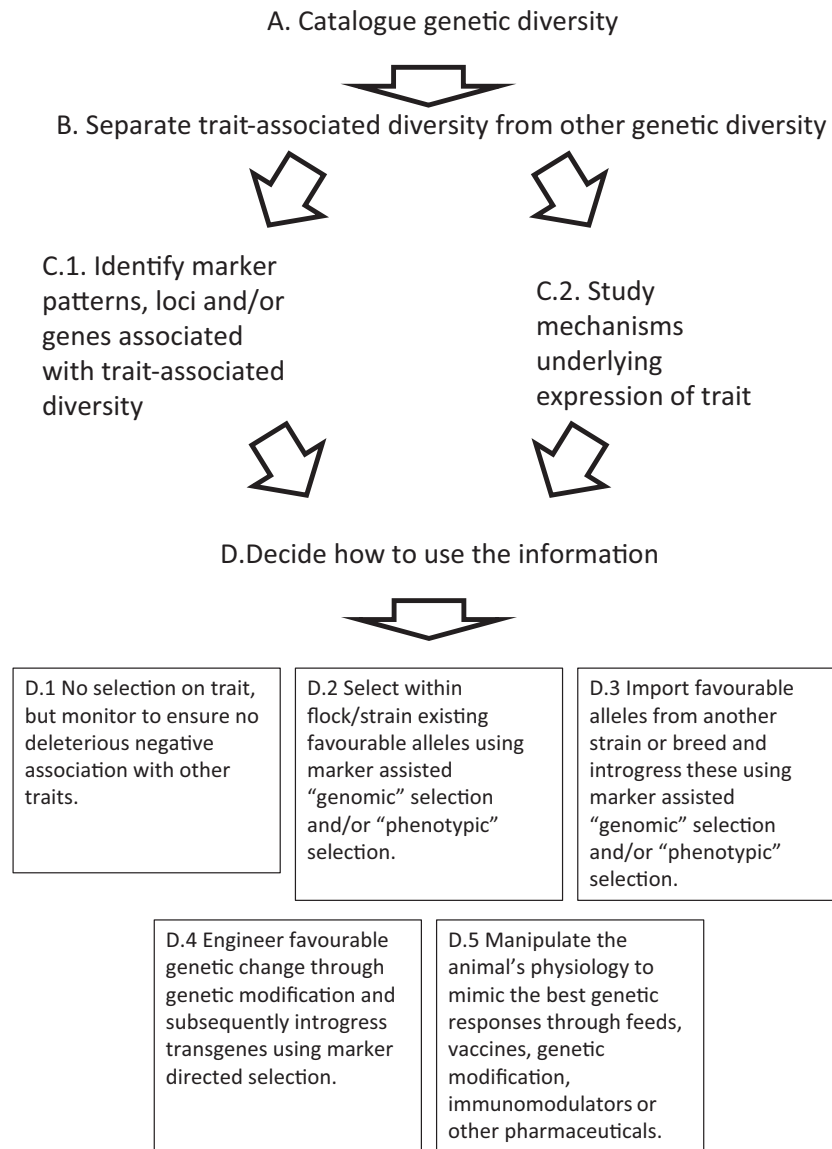 A. Catalogue genetic diversity
B. Separate trait-associated diversity from other genetic diversity
C.1. Identify marker
patterns, loci and/or
genes associated
with trait-associated
diversity
C.2. Study
mechanisms
underlying
expression of trait
D.Decide how to use the information
D.1 No selection on trait,
but monitor to ensure no
deleterious negative
association with other
traits.
D.2 Select within
flock/strain existing
favourable alleles using
marker assisted
“genomic” selection
and/or “phenotypic”
selection.
D.3 Import favourable
alleles from another
strain or breed and
introgress these using
marker assisted
“genomic” selection
and/or “phenotypic”
selection.
D.4 Engineer favourable
genetic change through
genetic modification and
subsequently introgress
transgenes using marker
directed selection.
D.5 Manipulate the
animal’s physiology to
mimic the best genetic
responses through feeds,
vaccines, genetic
modification,
immunomodulators or
other pharmaceuticals.